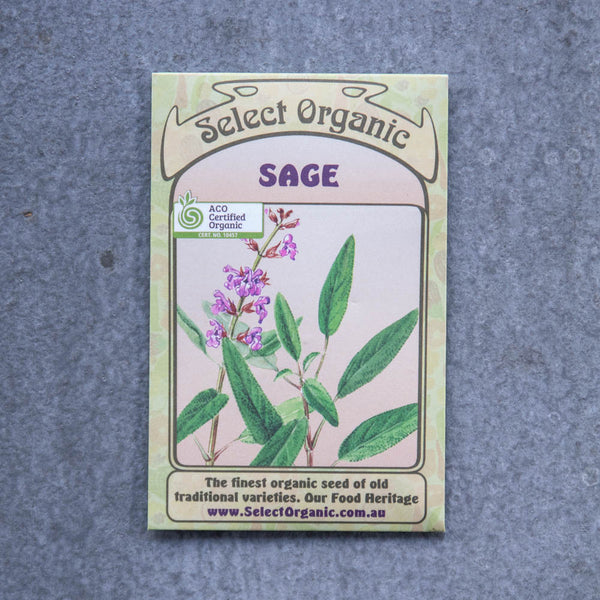 Select Organic
SAGE
ACO
Certified
Organic
CERT. NO. 10457
The finest organic seed of old
traditional varieties. Our Food Heritage
www.SelectOrganic.com.au